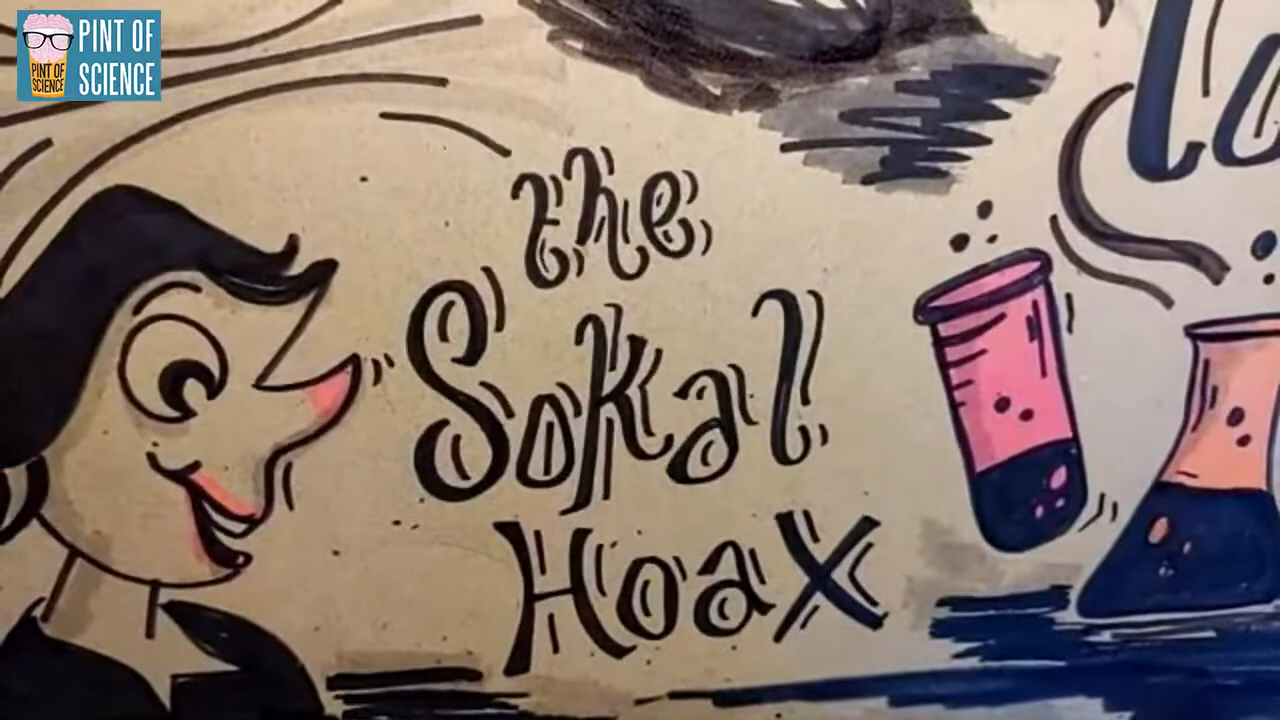 PINT OF
SCIENCE
PINT OF
SCIENCE
the
Sokal
Hoax